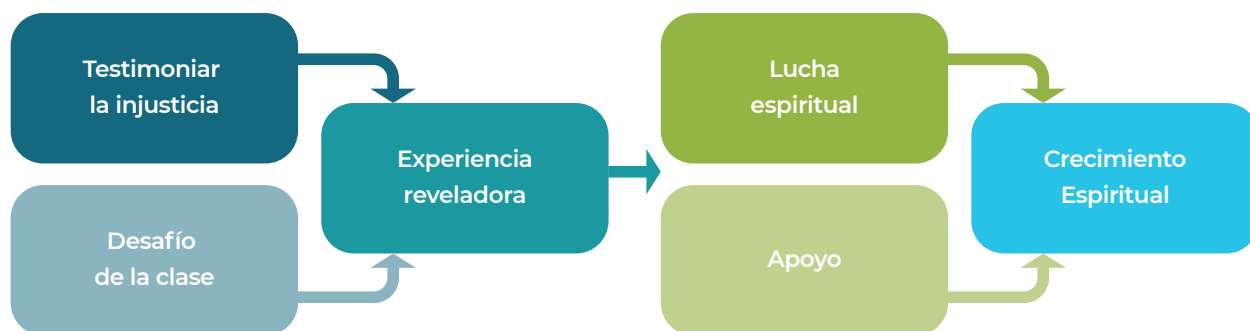 Testimoniar
la injusticia
Desafío
de la clase
Experiencia
reveladora
Lucha
espiritual
Apoyo
Crecimiento
Espiritual